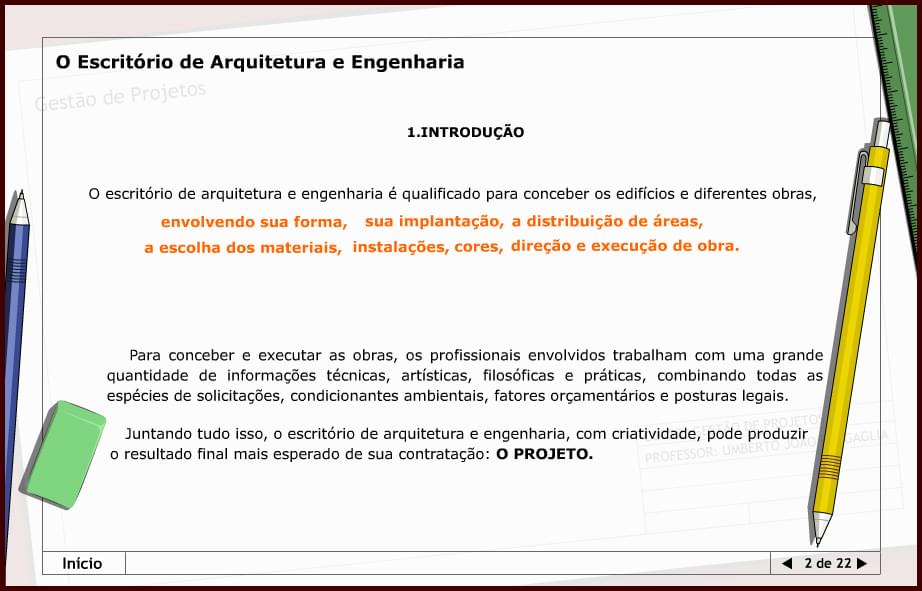 O Escritório de Arquitetura e Engenharia
Gestão de Projetos
1.INTRODUÇÃO
O escritório de arquitetura e engenharia é qualificado para conceber os edifícios e diferentes obras,
envolvendo sua forma, sua implantação, a distribuição de áreas,
a escolha dos materiais, instalações, cores, direção e execução de obra.
Para conceber e executar as obras, os profissionais envolvidos trabalham com uma grande
quantidade de informações técnicas, artísticas, filosóficas e práticas, combinando todas as
espécies de solicitações, condicionantes ambientais, fatores orçamentários e posturas legais.
GESTÃO DE PROJETOS
Juntando tudo isso, o escritório de arquitetura e engenharia, com criatividade, pode produzir
o resultado final mais esperado de sua contratação: O PROJETO.
PROFESSOR: UMBERTO
Início
2 de 22